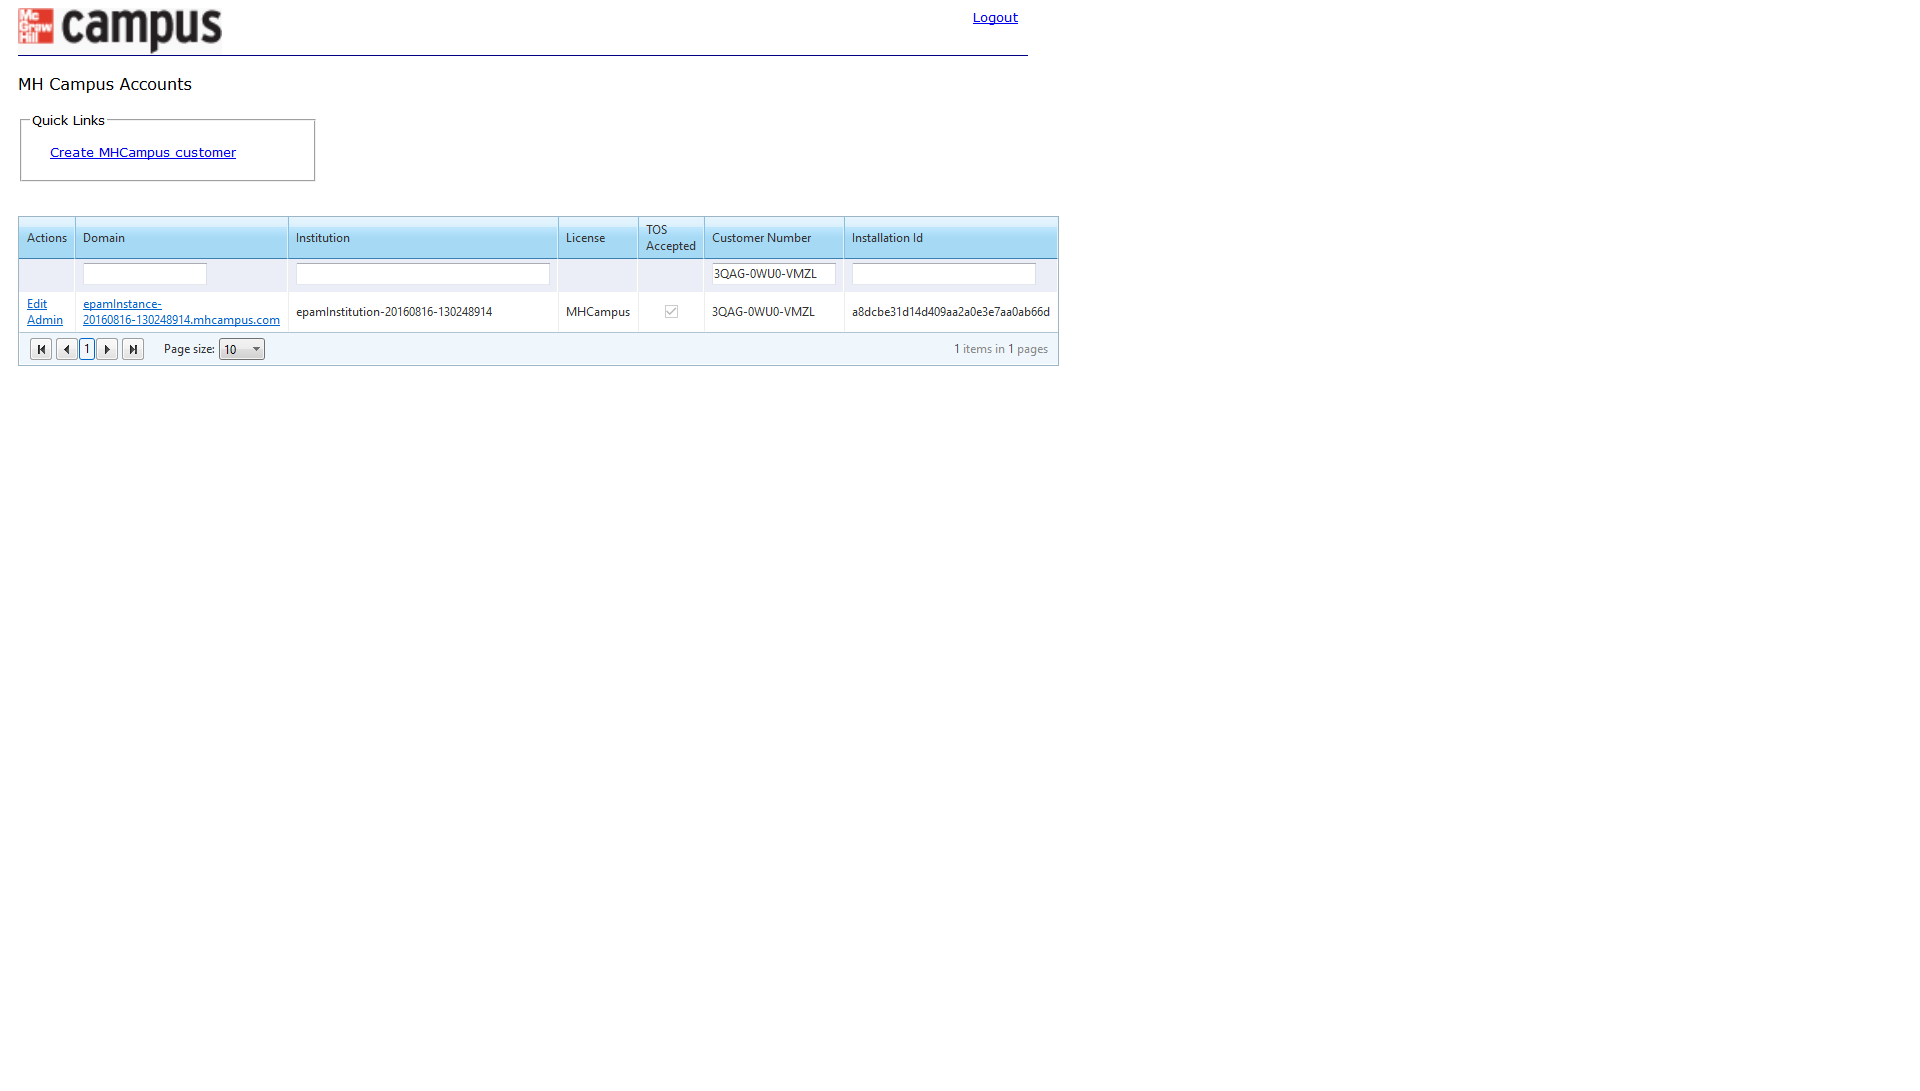 Mc Graw Hill campus
Logout
MH Campus Accounts
Quick Links
Create MHCampus customer
Actions Domain Institution License TOS Accepted Customer Number Installation Id
3QAG-0WU0-VMZL
Edit Admin epamInstance-20160816-130248914.mhcampus.com epamInstitution-20160816-130248914 MHCampus 3QAG-0WU0-VMZL a8dcbe31d14d409aa2a0e3e7aa0ab66d
1 Page size: 10 1 items in 1 pages